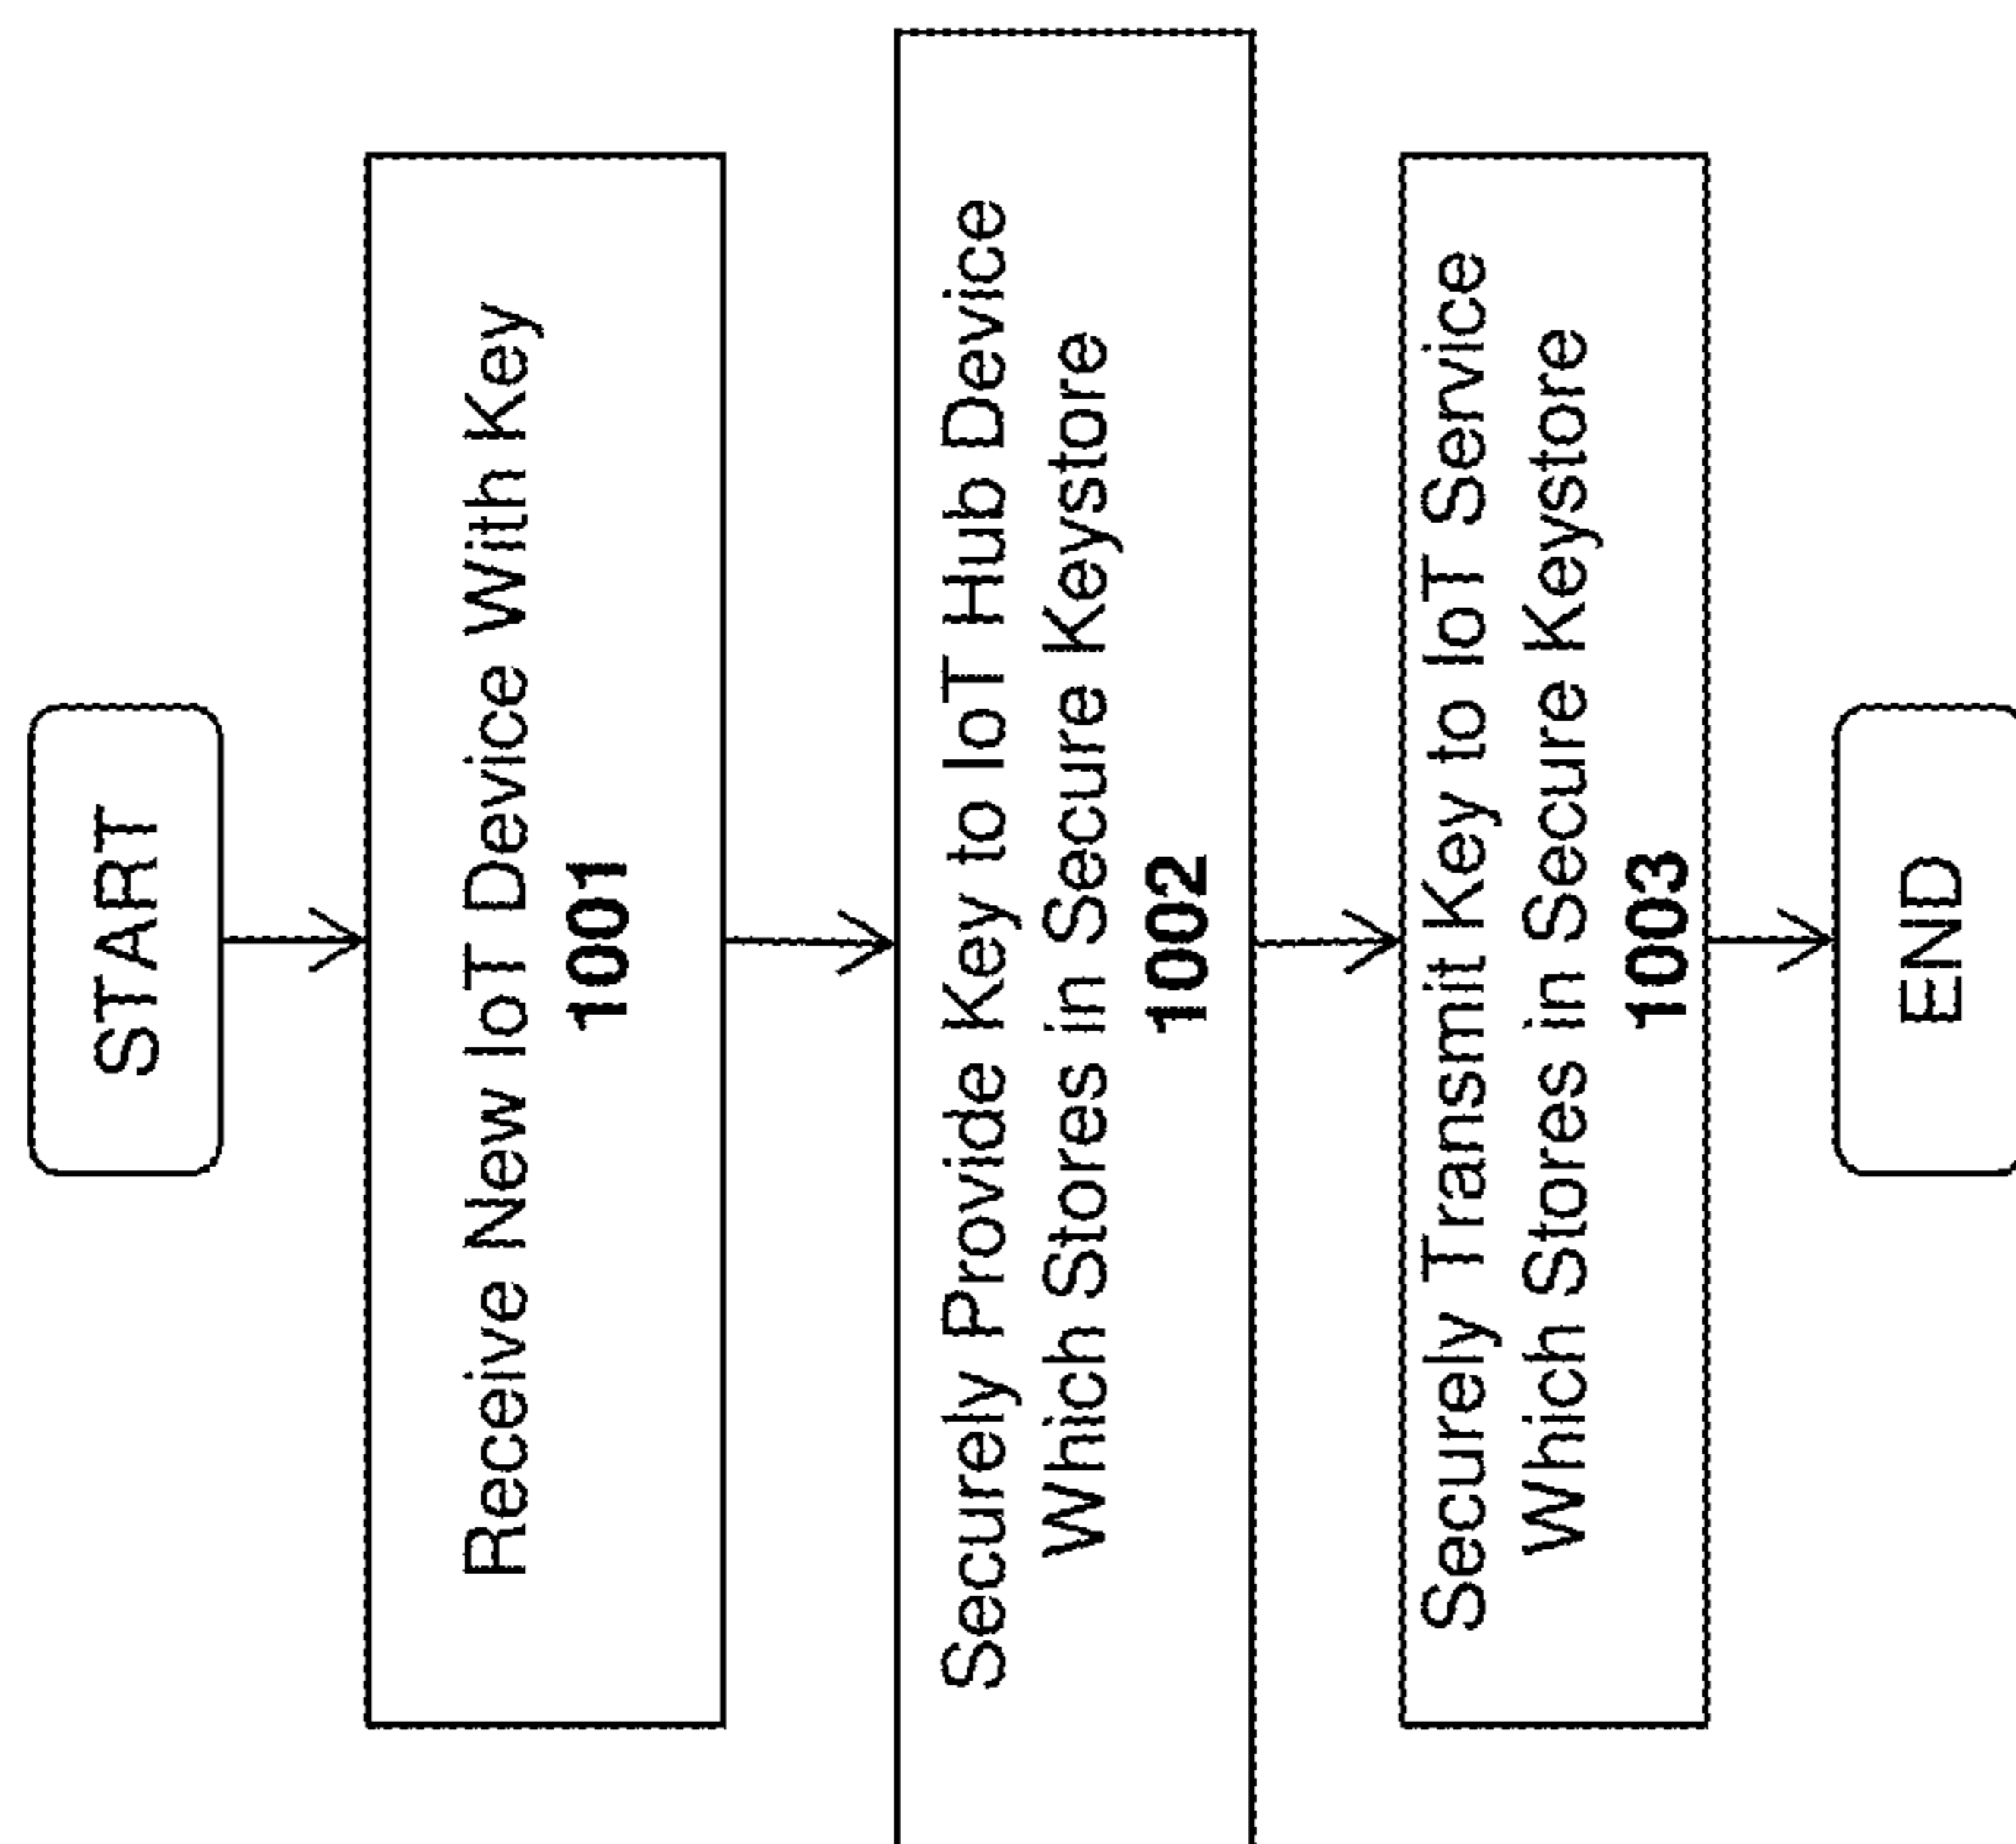 START
Receive New IoT Device With Key
1001
Securely Provide Key to IoT Hub Device
Which Stores in Secure Keystore
1002
Securely Transmit Key to IoT Service
Which Stores in Secure Keystore
1003
END